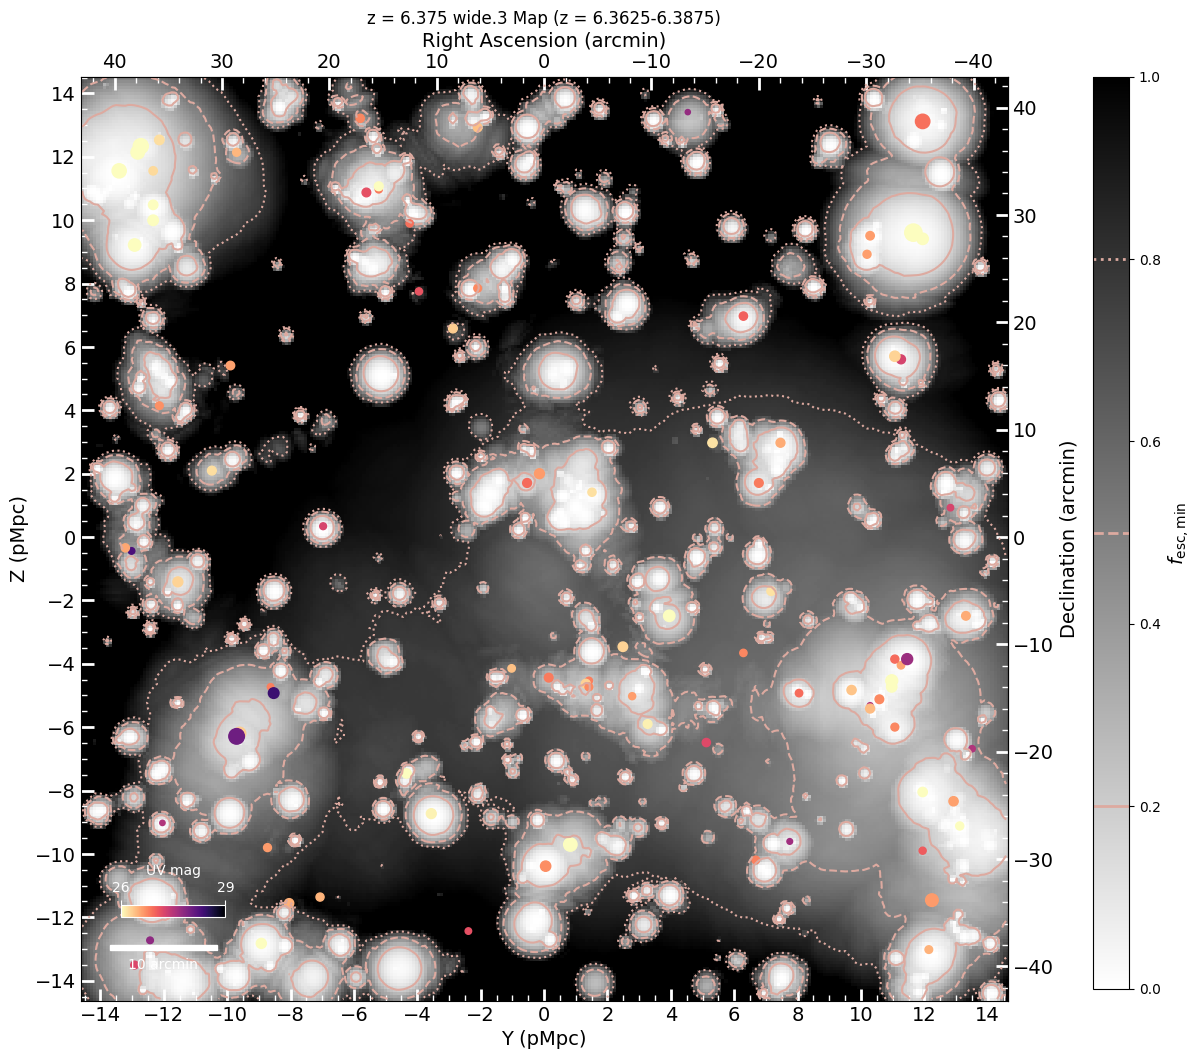 z = 6.375 wide.3 Map (z = 6.3625-6.3875)
Right Ascension (arcmin)
40 30 20 10 0 −10 −20 −30 −40
14 12 10 8 6 4 2 0 −2 −4 −6 −8 −10 −12 −14
Z (pMpc)
UV mag
26 29
10 arcmin
−14 −12 −10 −8 −6 −4 −2 0 2 4 6 8 10 12 14
Y (pMpc)
40 30 20 10 0 −10 −20 −30 −40
Declination (arcmin)
1.0 0.8 0.6 0.4 0.2 0.0
fesc, min